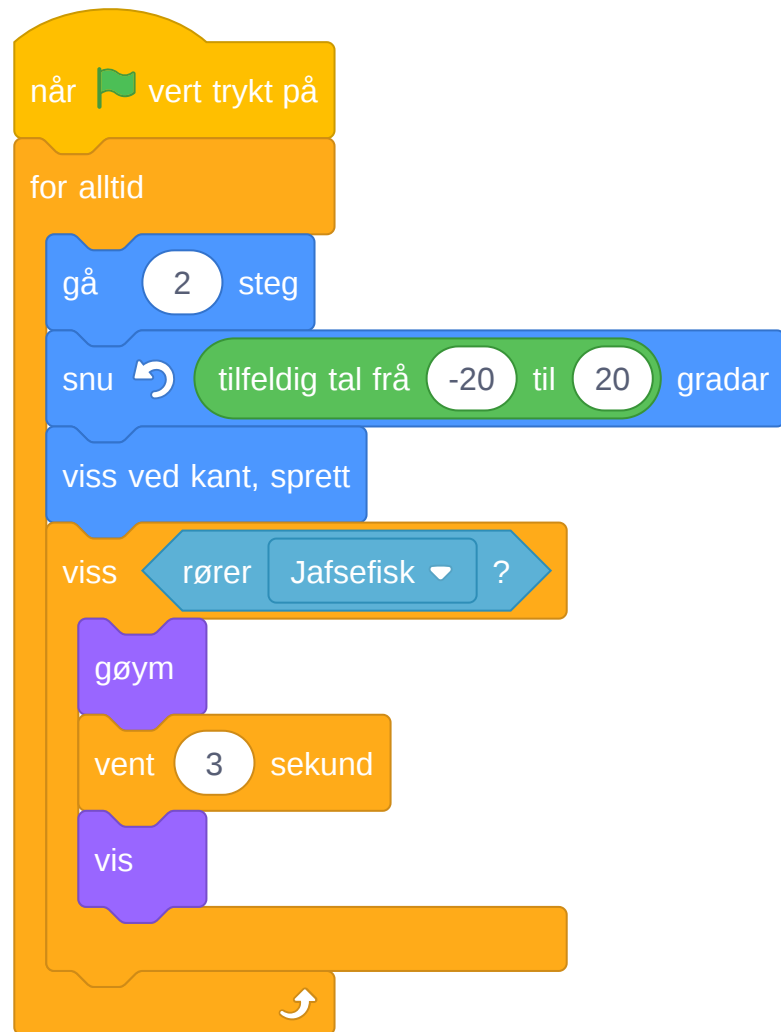 når vert trykt på
for alltid
gå 2 steg
snu tilfeldig tal frå -20 til 20 gradar
viss ved kant, sprett
viss rører Jafsefisk ?
gøym
vent 3 sekund
vis